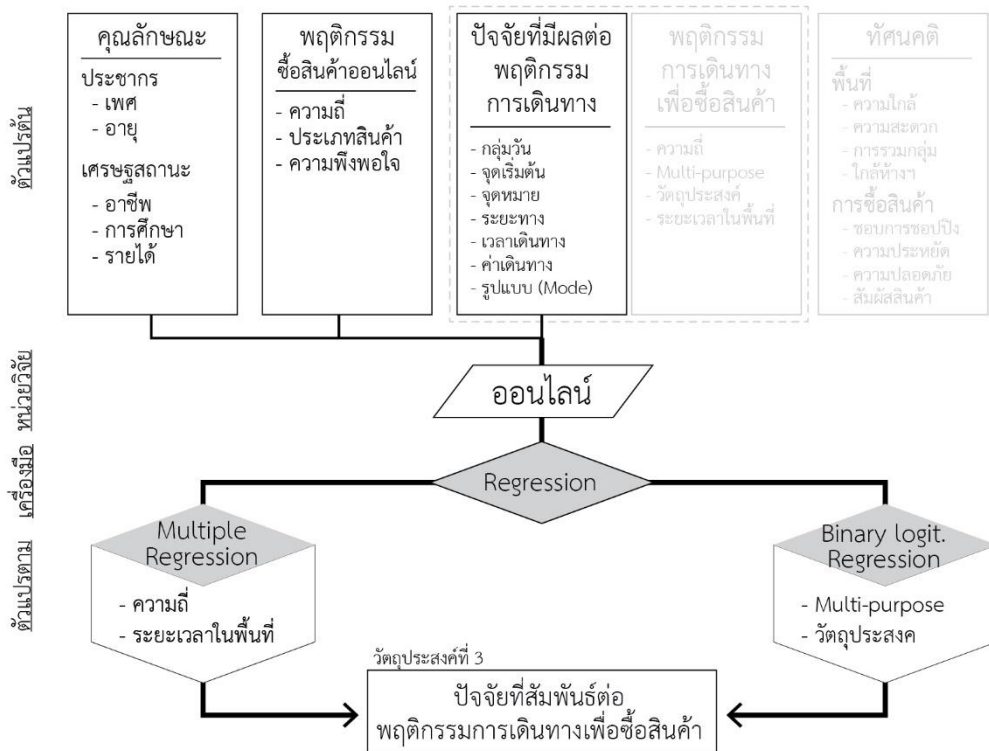 ตัวแปรต้น
คุณลักษณะ
ประชากร
- เพศ
- อายุ
เศรษฐสถานะ
- อาชีพ
- การศึกษา
- รายได้
พฤติกรรม
ซื้อสินค้าออนไลน์
- ความถี่
- ประเภทสินค้า
- ความพึงพอใจ
ปัจจัยที่มีผลต่อ
พฤติกรรม
การเดินทาง
- กลุ่มวัน
- จุดเริ่มต้น
- จุดหมาย
- ระยะทาง
- เวลาเดินทาง
- ค่าเดินทาง
- รูปแบบ (Mode)
พฤติกรรม
การเดินทาง
เพื่อซื้อสินค้า
- ความถี่
- Multi-purpose
- วัตถุประสงค์
- ระยะเวลาในพื้นที่
ทัศนคติ
พื้นที่
- ความใกล้
- ความสะดวก
- การรวมกลุ่ม
- ใกล้ห้างฯ
การซื้อสินค้า
- ชอบการชอปปิง
- ความประหยัด
- ความปลอดภัย
- สัมผัสสินค้า
หน่วยวิจัย
ออนไลน์
เครื่องมือ
Regression
Multiple
Regression
Binary logit.
Regression
ตัวแปรตาม
- ความถี่
- ระยะเวลาในพื้นที่
- Multi-purpose
- วัตถุประสงค
วัตถุประสงค์ที่ 3
ปัจจัยที่สัมพันธ์ต่อ
พฤติกรรมการเดินทางเพื่อซื้อสินค้า